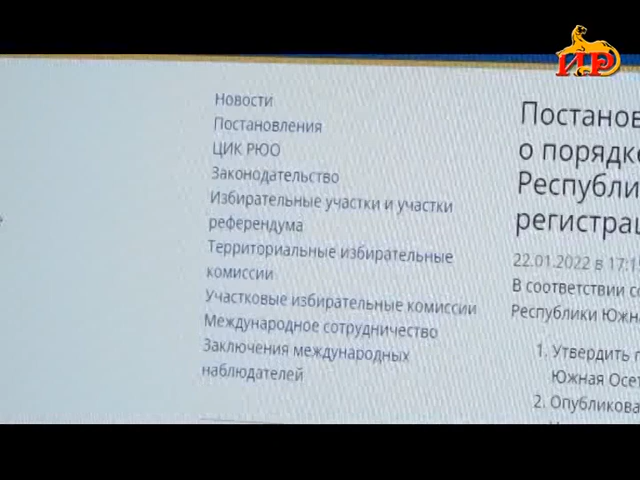 ИР
Новости
Постановления
ЦИК РЮО
Законодательство
Избирательные участки и участки
референдума
Территориальные избирательные
комиссии
Участковые избирательные комиссии
Международное сотрудничество
Заключения международных
наблюдателей
Постанов
о порядк
Республи
регистрац
22.01.2022 в 17:1
В соответствии со
Республики Южна
1. Утвердить п
Южная Осет
2. Опубликова